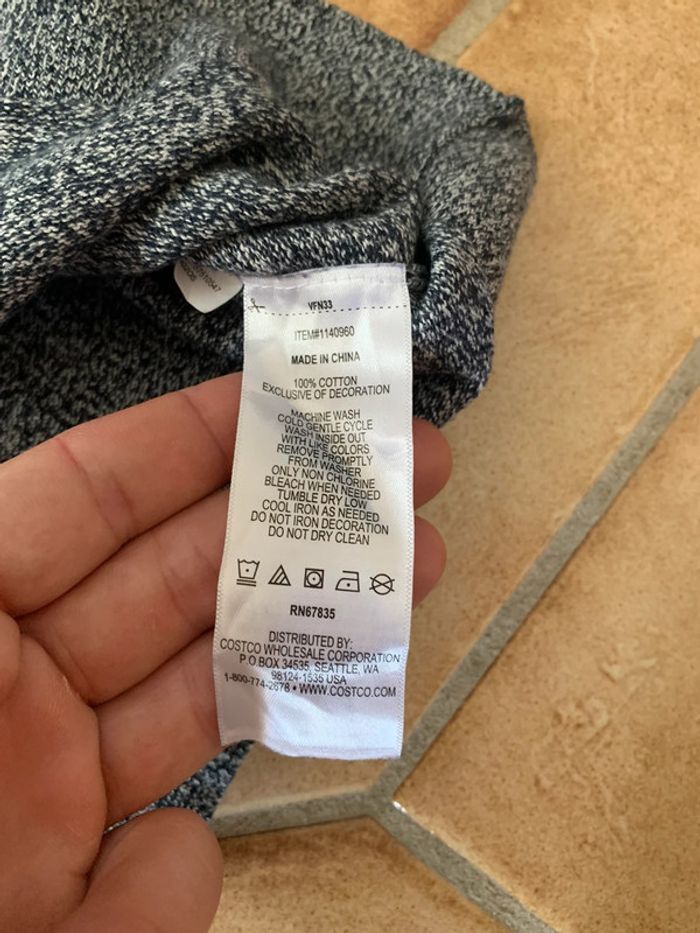 VFN33
ITEM#1140960
MADE IN CHINA
100% COTTON
EXCLUSIVE OF DECORATION
MACHINE WASH
COLD GENTLE CYCLE
WASH INSIDE OUT
WITH LIKE COLORS
REMOVE PROMPTLY
FROM WASHER
ONLY NON CHLORINE
BLEACH WHEN NEEDED
TUMBLE DRY LOW
COOL IRON AS NEEDED
DO NOT IRON DECORATION
DO NOT DRY CLEAN
RN67835
DISTRIBUTED BY:
COSTCO WHOLESALE CORPORATION
P.O BOX 34535, SEATTLE, WA
98124-1535 USA
1-800-774-2678 • WWW.COSTCO.COM